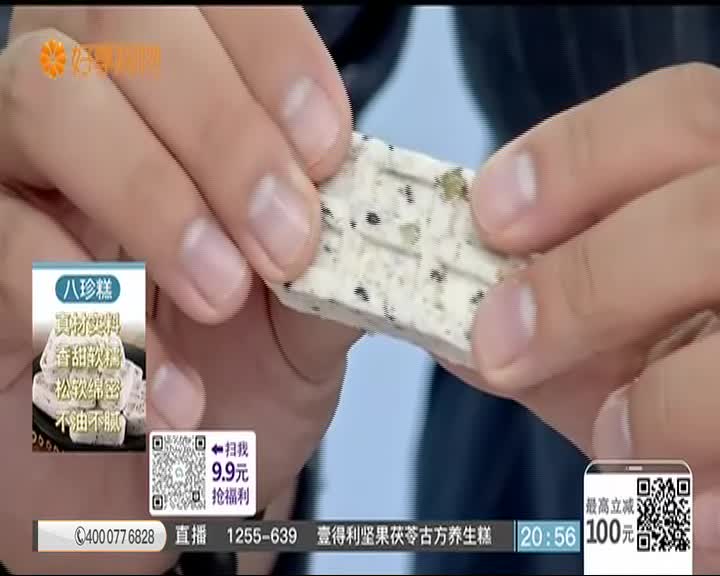 好享购物
八珍糕
真材实料
香甜软糯
松软绵密
不油不腻
扫我
9.9元
抢福利
最高立减
100元
4000776828 直播 1255-639 壹得利坚果茯苓古方养生糕 20:56